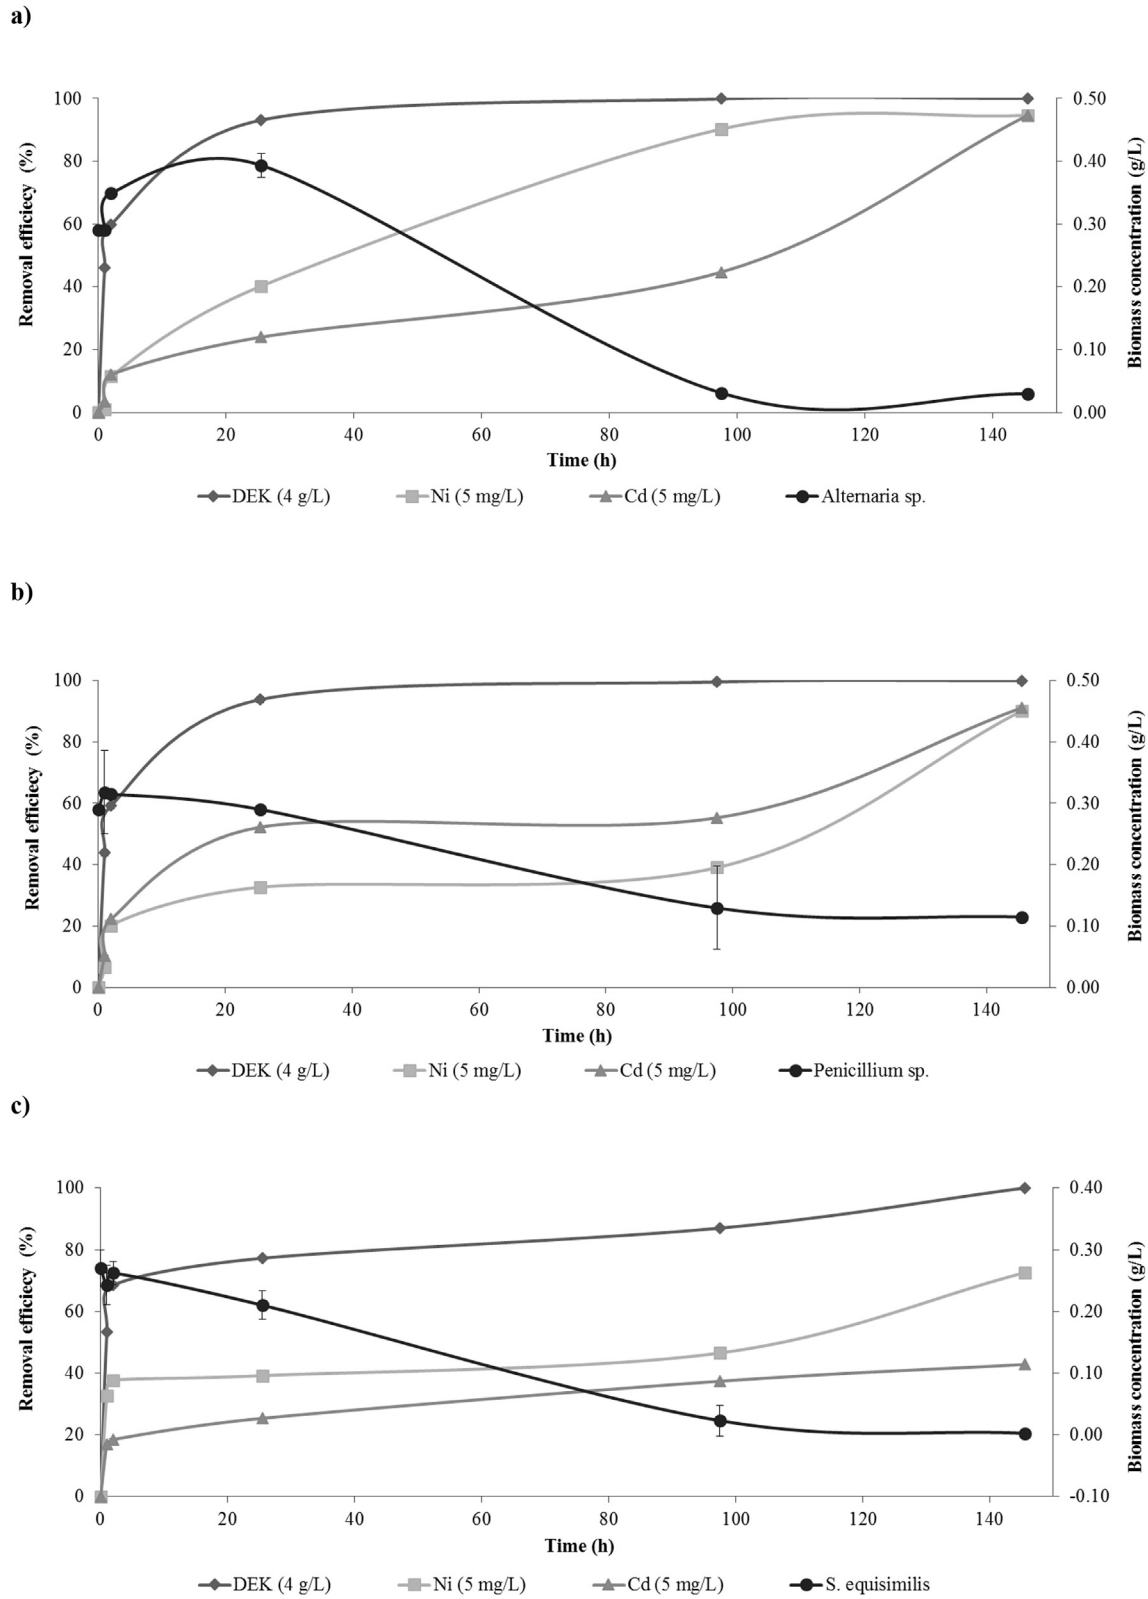 a)
100
80
60
40
20
0
Removal efficiecy (%)
0.50
0.40
0.30
0.20
0.10
0.00
Biomass concentration (g/L)
0 20 40 60 80 100 120 140
Time (h)
DEK (4 g/L) Ni (5 mg/L) Cd (5 mg/L) Alternaria sp.
b)
100
80
60
40
20
0
Removal efficiecy (%)
0.50
0.40
0.30
0.20
0.10
0.00
Biomass concentration (g/L)
0 20 40 60 80 100 120 140
Time (h)
DEK (4 g/L) Ni (5 mg/L) Cd (5 mg/L) Penicillium sp.
c)
100
80
60
40
20
0
Removal efficiecy (%)
0.40
0.30
0.20
0.10
0.00
-0.10
Biomass concentration (g/L)
0 20 40 60 80 100 120 140
Time (h)
DEK (4 g/L) Ni (5 mg/L) Cd (5 mg/L) S. equisimilis